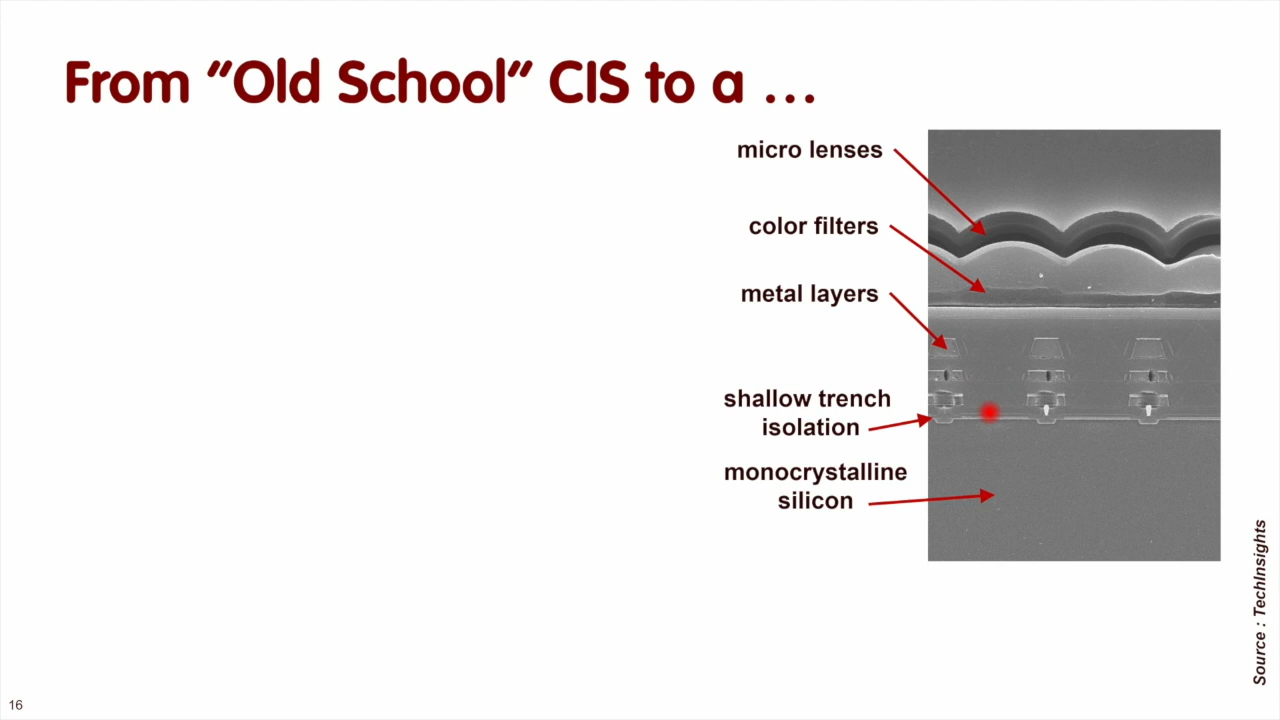 From “Old School” CIS to a …
micro lenses
color filters
metal layers
shallow trench
isolation
monocrystalline
silicon
Source : TechInsights
16